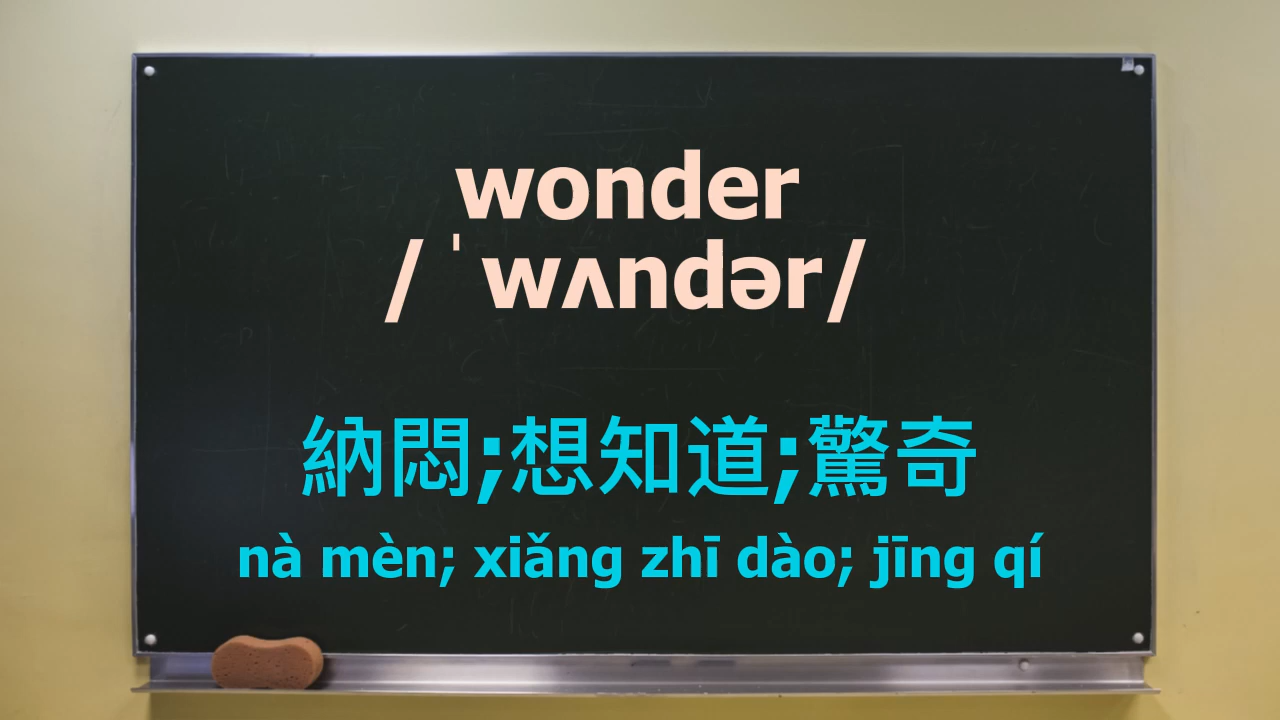 wonder
/ˈwʌndər/
納悶;想知道;驚奇
nà mèn; xiǎng zhī dào; jīng qí